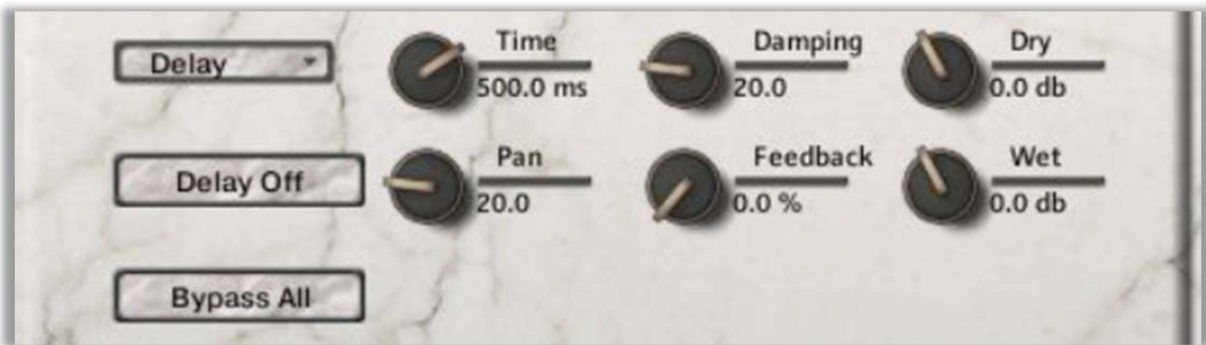 Delay
Time
500.0 ms
Damping
20.0
Dry
0.0 db
Delay Off
Pan
20.0
Feedback
0.0 %
Wet
0.0 db
Bypass All